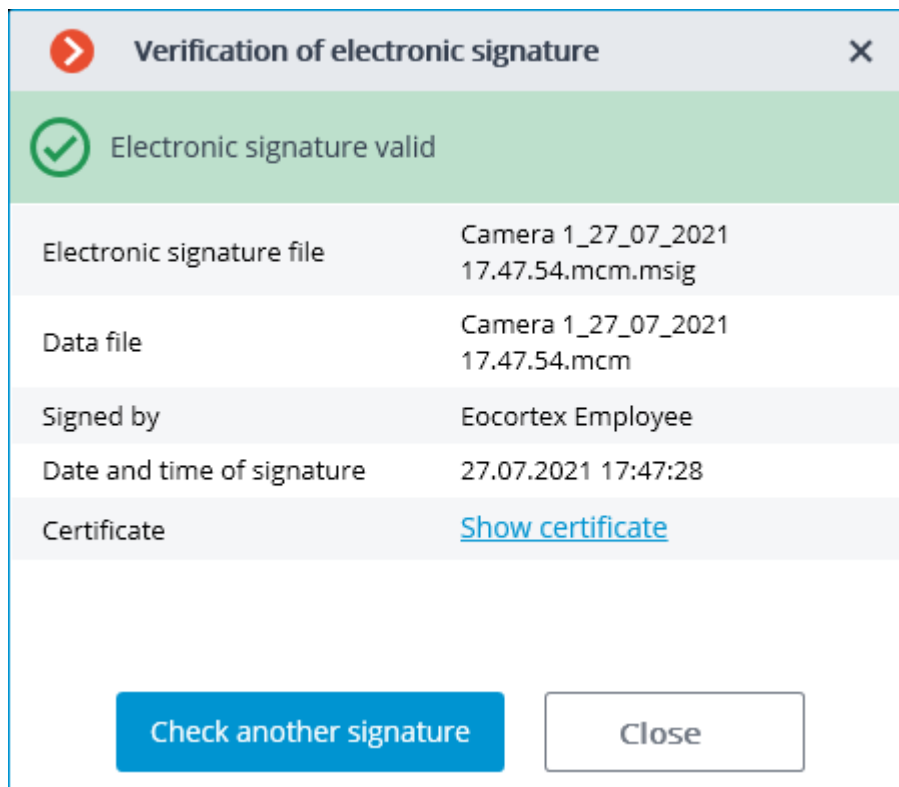 Verification of electronic signature
Electronic signature valid
Electronic signature file
Camera 1_27_07_2021
17.47.54.mcm.msig
Data file
Camera 1_27_07_2021
17.47.54.mcm
Signed by
Eocortex Employee
Date and time of signature
27.07.2021 17:47:28
Certificate
Show certificate
Check another signature
Close